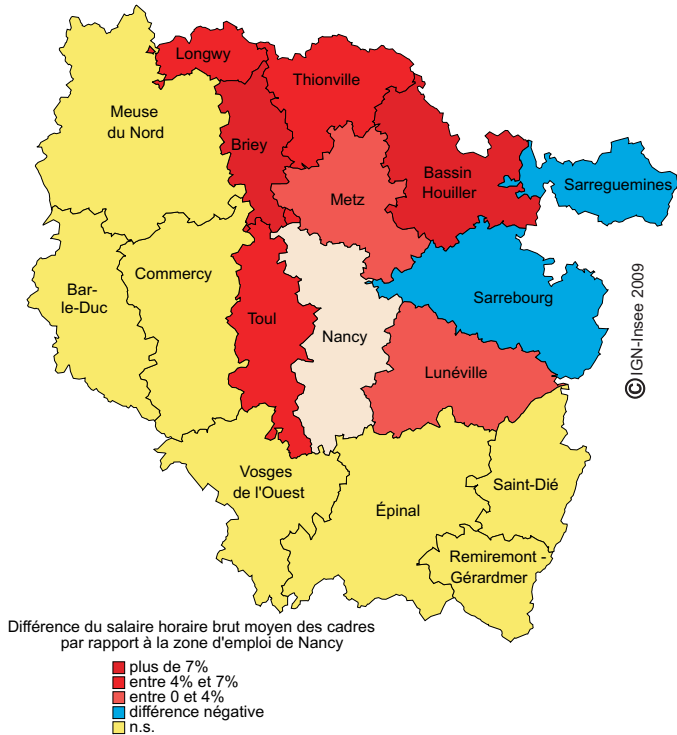 Longwy
Thionville
Meuse
du Nord
Briey
Bassin
Houiller
Sarreguemines
Metz
Bar-
le-Duc
Commercy
Toul
Nancy
Sarrebourg
Lunéville
© IGN-Insee 2009
Vosges
de l'Ouest
Épinal
Saint-Dié
Remiremont -
Gérardmer
Différence du salaire horaire brut moyen des cadres
par rapport à la zone d'emploi de Nancy
plus de 7%
entre 4% et 7%
entre 0 et 4%
différence négative
n.s.